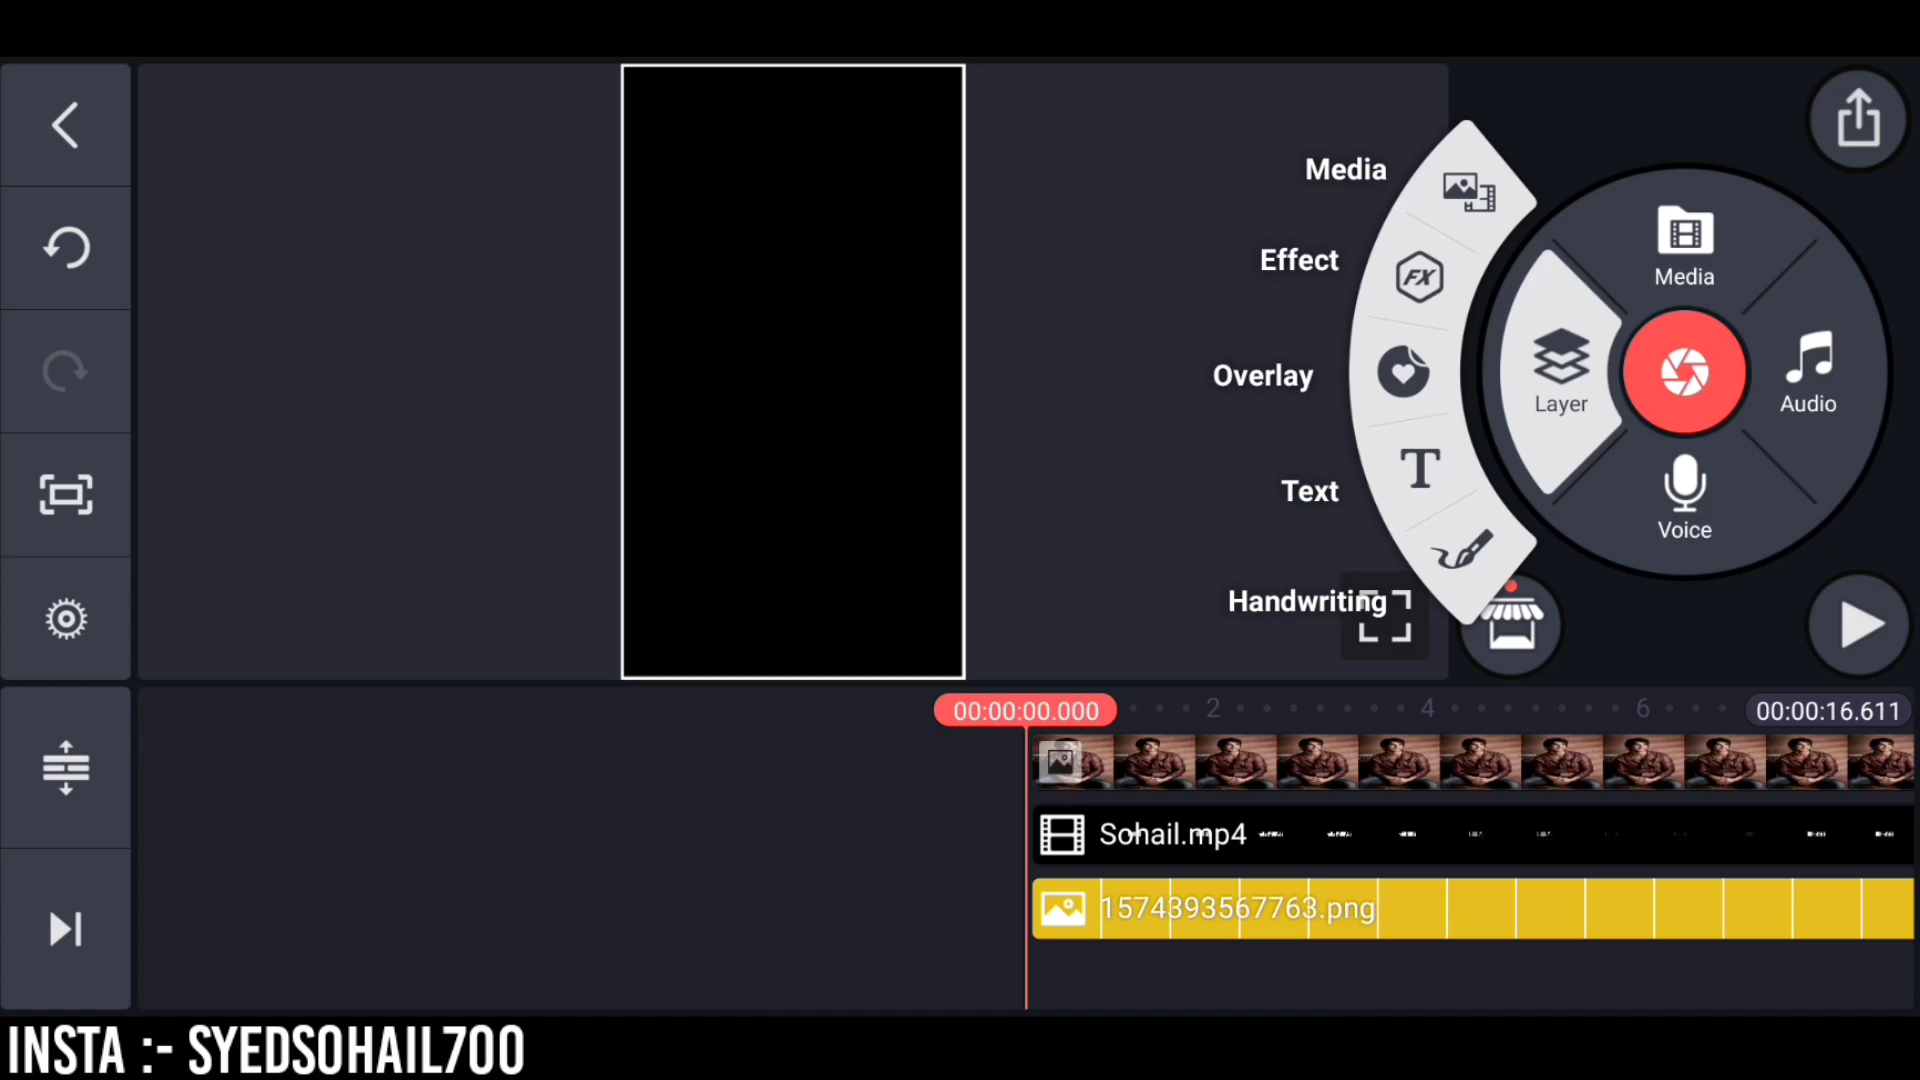 Media
Effect
Overlay
Text
Handwriting
FX
T
Media
Layer
Audio
Voice
00:00:00.000
2
4
6
00:00:16.611
Sohail.mp4
1574393567763.png
INSTA :- SYEDSOHAIL700